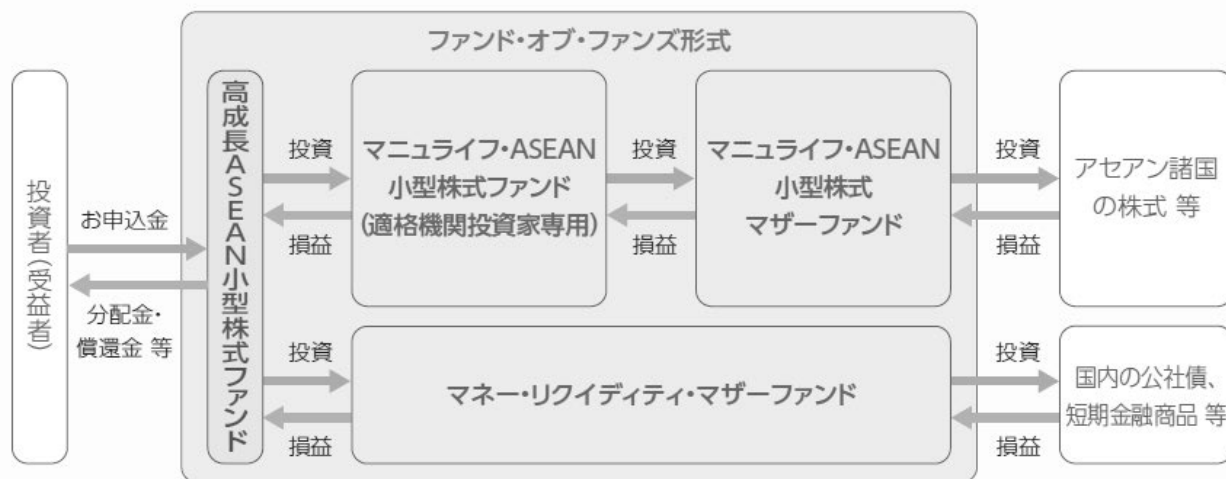 ファンド・オブ・ファンズ形式
投資者(受益者)
お申込金
分配金・
償還金 等
高成長ASEAN小型株式ファンド
投資
損益
マニュライフ・ASEAN
小型株式ファンド
(適格機関投資家専用)
投資
損益
マニュライフ・ASEAN
小型株式
マザーファンド
投資
損益
アセアン諸国
の株式 等
投資
損益
マネー・リクイディティ・マザーファンド
投資
損益
国内の公社債、
短期金融商品 等